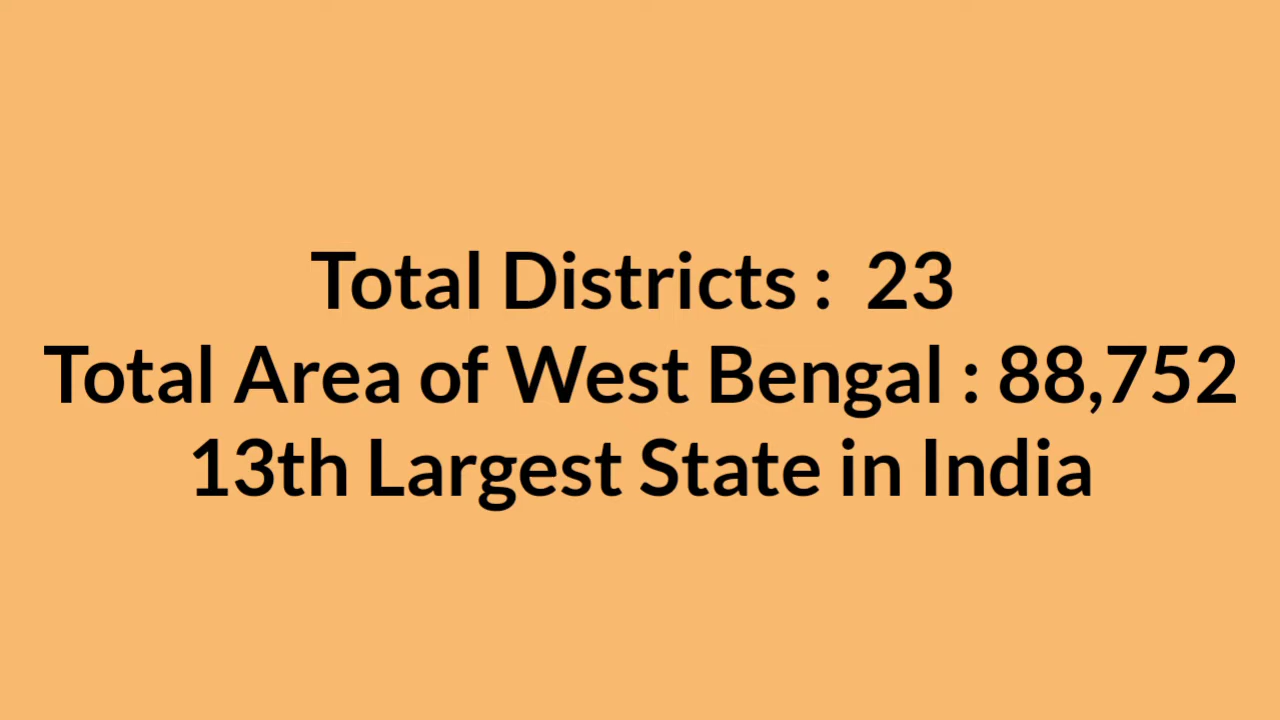 Total Districts :  23
Total Area of West Bengal : 88,752
13th Largest State in India